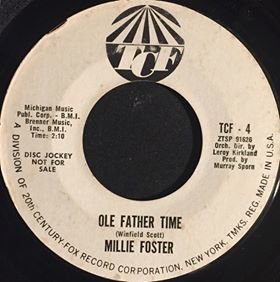 TCF
Michigan Music
Publ. Corp. - B.M.I.
Brenner Music,
Inc., B.M.I.
Time: 2:10
DISC JOCKEY
NOT FOR
SALE
TCF - 4
ZTSP 91626
Orch. Dir. by
Leroy Kirkland
Prod. by
Murray Sporn
OLE FATHER TIME
(Winfield Scott)
MILLIE FOSTER
A DIVISION OF 20th CENTURY-FOX RECORD CORPORATION, NEW YORK, TMKS. REG. MADE IN U.S.A.